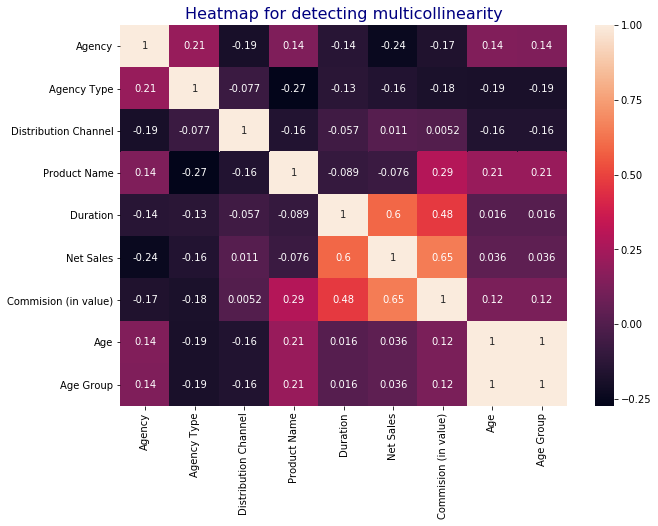 Heatmap for detecting multicollinearity
Agency 1 0.21 -0.19 0.14 -0.14 -0.24 -0.17 0.14 0.14
Agency Type 0.21 1 -0.077 -0.27 -0.13 -0.16 -0.18 -0.19 -0.19
Distribution Channel -0.19 -0.077 1 -0.16 -0.057 0.011 0.0052 -0.16 -0.16
Product Name 0.14 -0.27 -0.16 1 -0.089 -0.076 0.29 0.21 0.21
Duration -0.14 -0.13 -0.057 -0.089 1 0.6 0.48 0.016 0.016
Net Sales -0.24 -0.16 0.011 -0.076 0.6 1 0.65 0.036 0.036
Commision (in value) -0.17 -0.18 0.0052 0.29 0.48 0.65 1 0.12 0.12
Age 0.14 -0.19 -0.16 0.21 0.016 0.036 0.12 1 1
Age Group 0.14 -0.19 -0.16 0.21 0.016 0.036 0.12 1 1
Agency
Agency Type
Distribution Channel
Product Name
Duration
Net Sales
Commision (in value)
Age
Age Group
1.00
0.75
0.50
0.25
0.00
-0.25